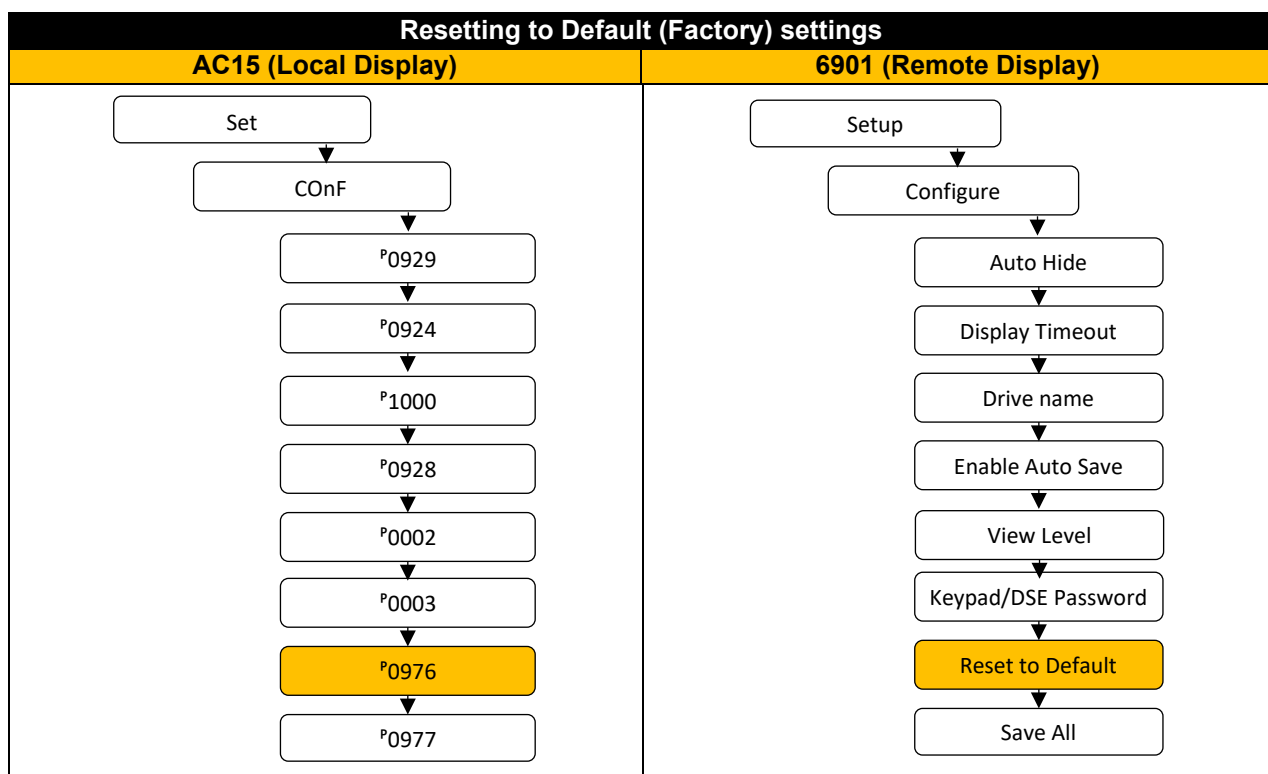 Resetting to Default (Factory) settings
AC15 (Local Display)
6901 (Remote Display)
Set
COnF
ᴾ0929
ᴾ0924
ᴾ1000
ᴾ0928
ᴾ0002
ᴾ0003
ᴾ0976
ᴾ0977
Setup
Configure
Auto Hide
Display Timeout
Drive name
Enable Auto Save
View Level
Keypad/DSE Password
Reset to Default
Save All